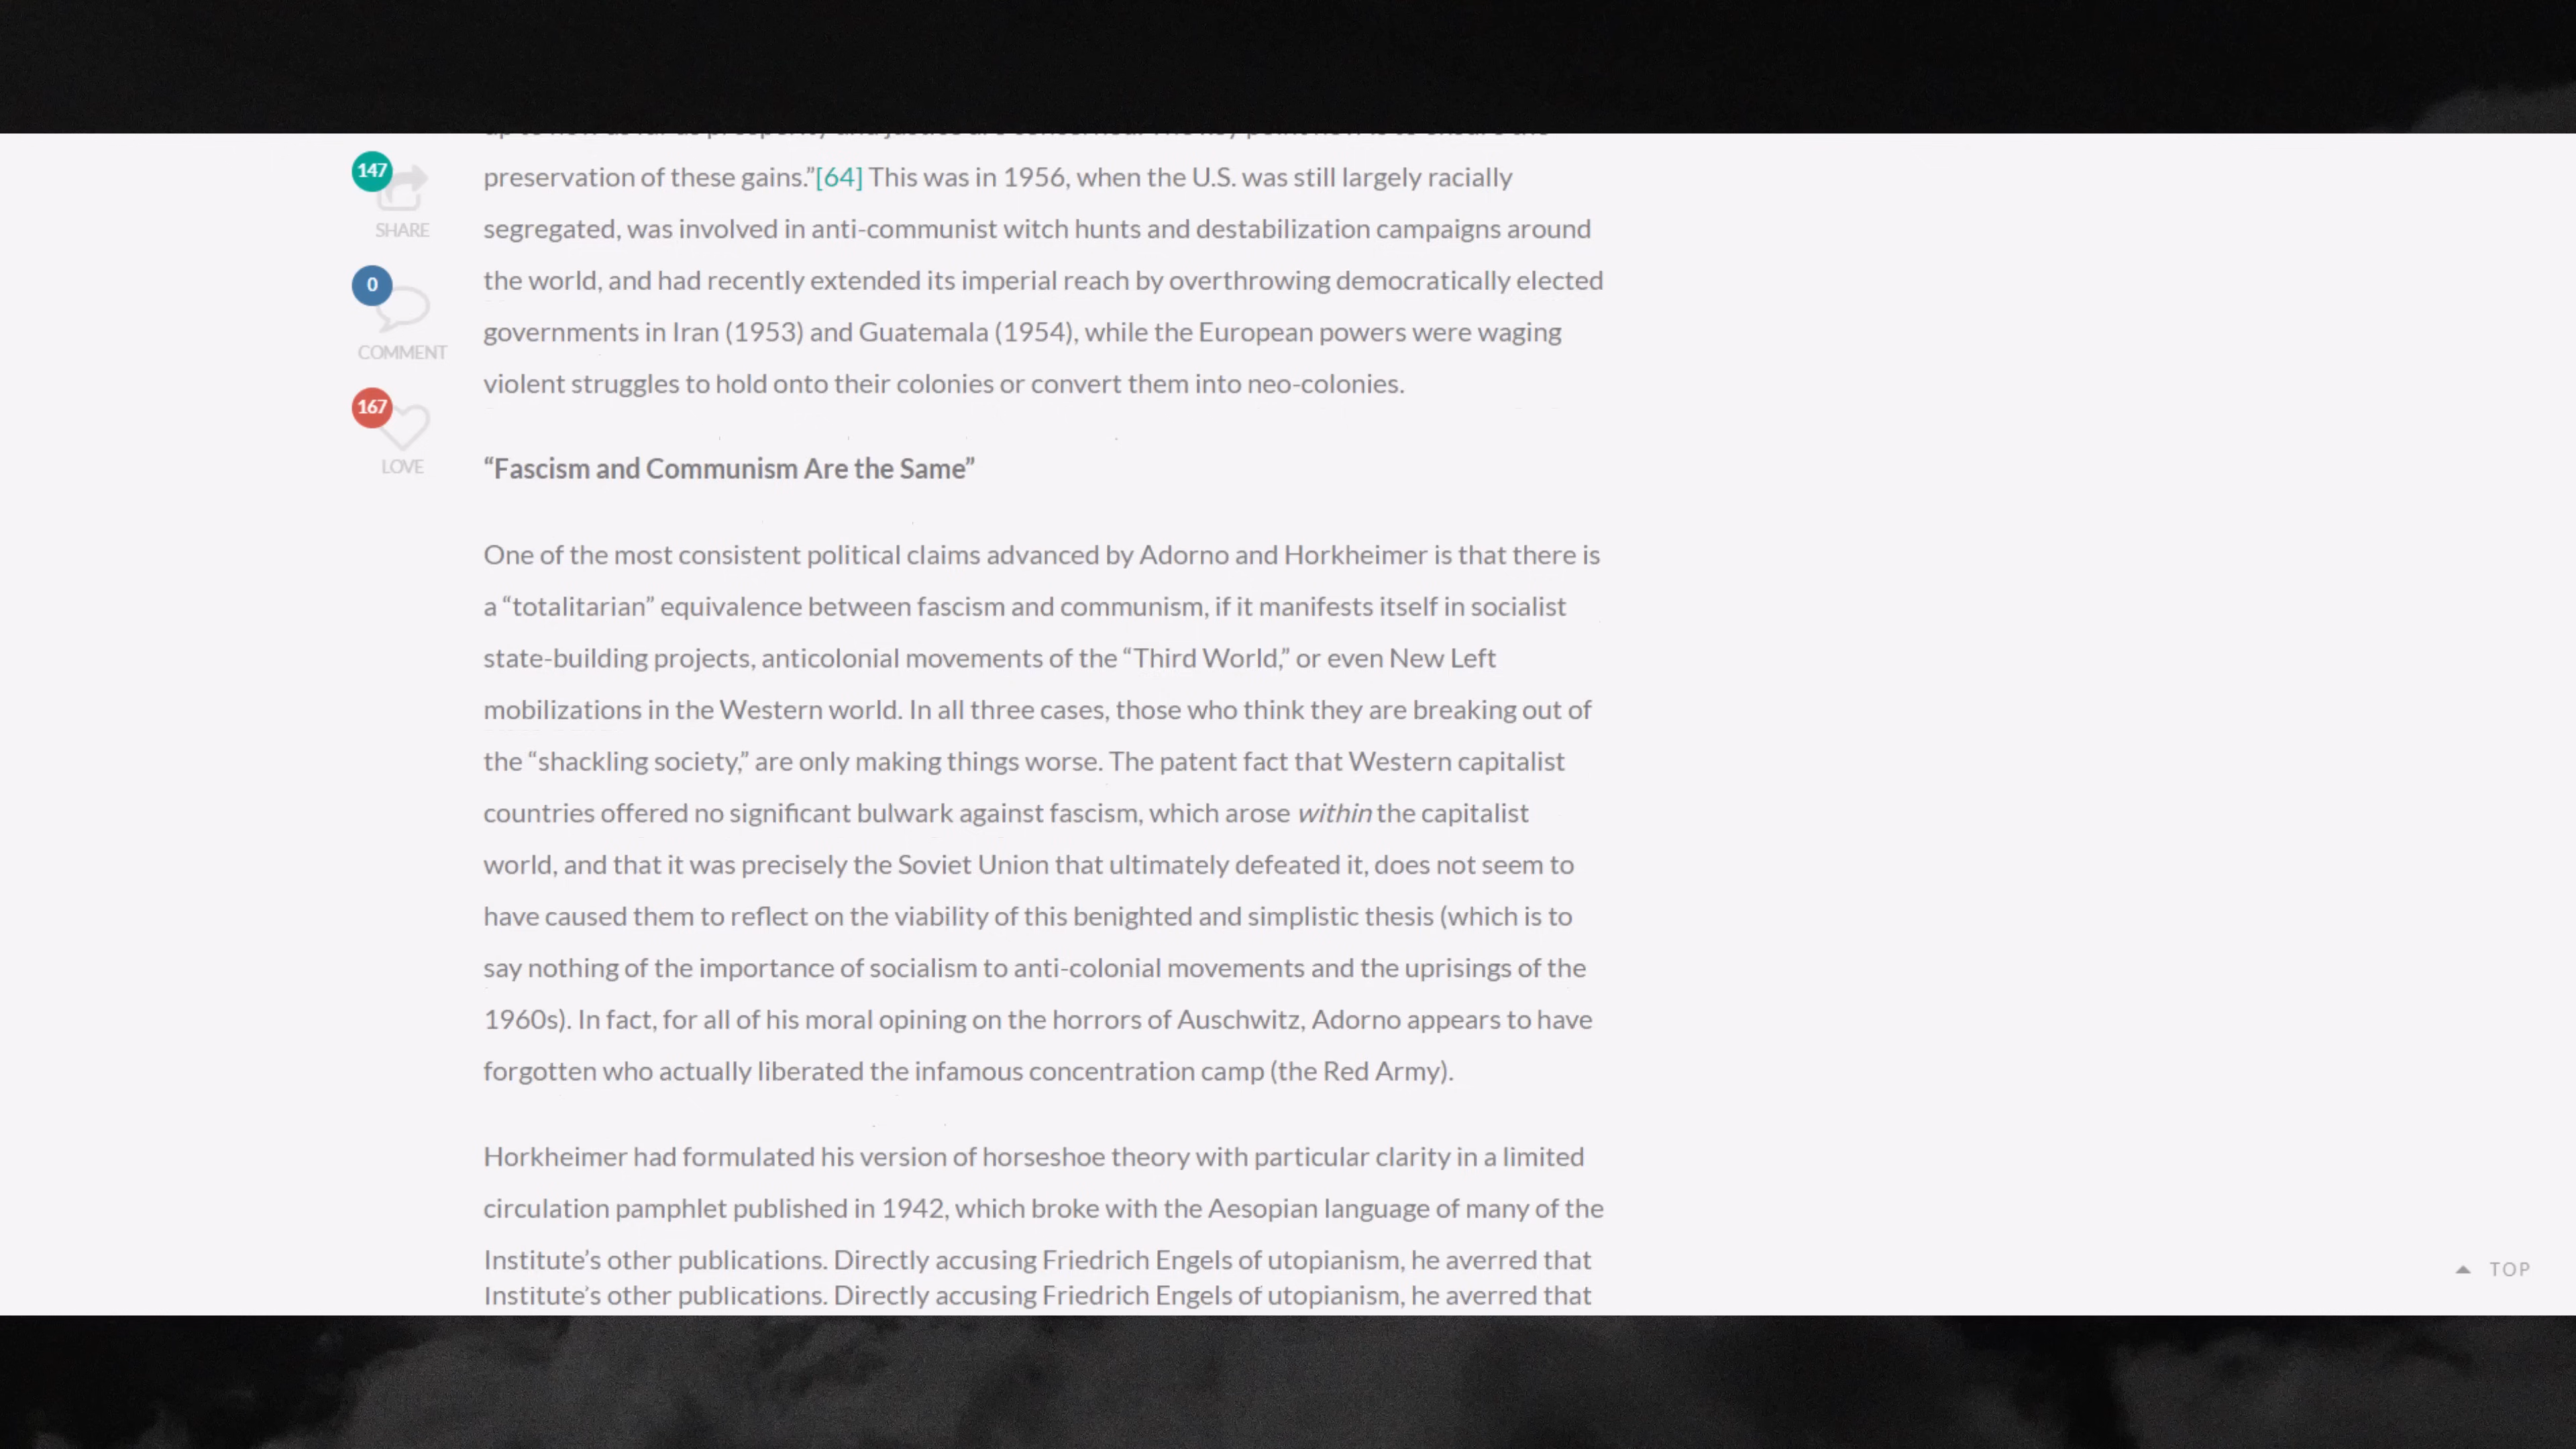 147
SHARE
0
COMMENT
167
LOVE
preservation of these gains.”[64] This was in 1956, when the U.S. was still largely racially
segregated, was involved in anti-communist witch hunts and destabilization campaigns around
the world, and had recently extended its imperial reach by overthrowing democratically elected
governments in Iran (1953) and Guatemala (1954), while the European powers were waging
violent struggles to hold onto their colonies or convert them into neo-colonies.
“Fascism and Communism Are the Same”
One of the most consistent political claims advanced by Adorno and Horkheimer is that there is
a “totalitarian” equivalence between fascism and communism, if it manifests itself in socialist
state-building projects, anticolonial movements of the “Third World,” or even New Left
mobilizations in the Western world. In all three cases, those who think they are breaking out of
the “shackling society,” are only making things worse. The patent fact that Western capitalist
countries offered no significant bulwark against fascism, which arose within the capitalist
world, and that it was precisely the Soviet Union that ultimately defeated it, does not seem to
have caused them to reflect on the viability of this benighted and simplistic thesis (which is to
say nothing of the importance of socialism to anti-colonial movements and the uprisings of the
1960s). In fact, for all of his moral opining on the horrors of Auschwitz, Adorno appears to have
forgotten who actually liberated the infamous concentration camp (the Red Army).
Horkheimer had formulated his version of horseshoe theory with particular clarity in a limited
circulation pamphlet published in 1942, which broke with the Aesopian language of many of the
Institute’s other publications. Directly accusing Friedrich Engels of utopianism, he averred that
Institute’s other publications. Directly accusing Friedrich Engels of utopianism, he averred that
TOP